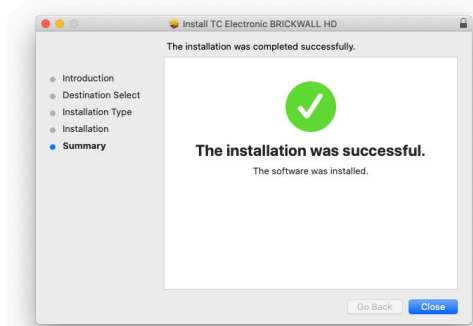 Install TC Electronic BRICKWALL HD
The installation was completed successfully.
Introduction
Destination Select
Installation Type
Installation
Summary
The installation was successful.
The software was installed.
Go Back
Close